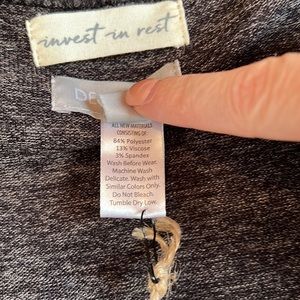 invest in rest
DE
ALL NEW MATERIALS
CONSISTING OF:
84% Polyester
13% Viscose
3% Spandex
Wash Before Wear.
Machine Wash
Delicate. Wash with
Similar Colors Only.
Do Not Bleach.
Tumble Dry Low.